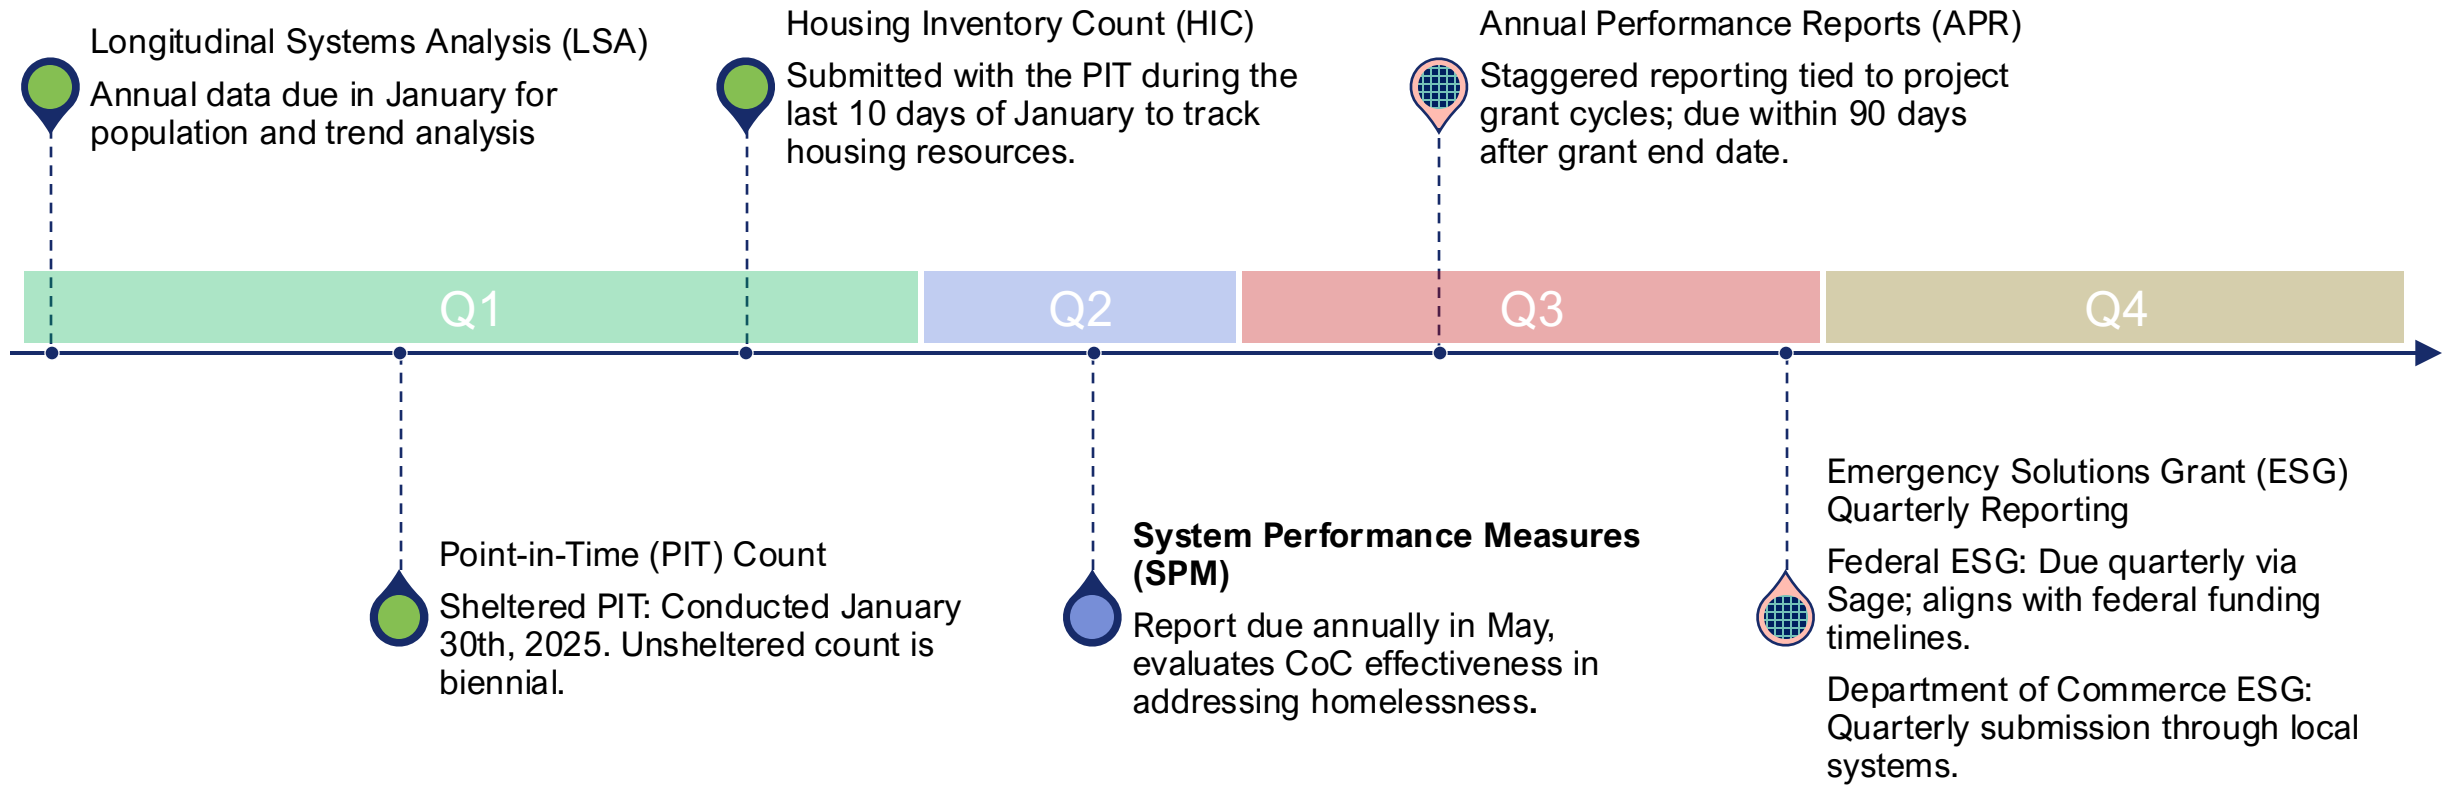 Longitudinal Systems Analysis (LSA)
Annual data due in January for
population and trend analysis
Housing Inventory Count (HIC)
Submitted with the PIT during the
last 10 days of January to track
housing resources.
Annual Performance Reports (APR)
Staggered reporting tied to project
grant cycles; due within 90 days
after grant end date.
Q1
Q2
Q3
Q4
Point-in-Time (PIT) Count
Sheltered PIT: Conducted January
30th, 2025. Unsheltered count is
biennial.
System Performance Measures
(SPM)
Report due annually in May,
evaluates CoC effectiveness in
addressing homelessness.
Emergency Solutions Grant (ESG)
Quarterly Reporting
Federal ESG: Due quarterly via
Sage; aligns with federal funding
timelines.
Department of Commerce ESG:
Quarterly submission through local
systems.